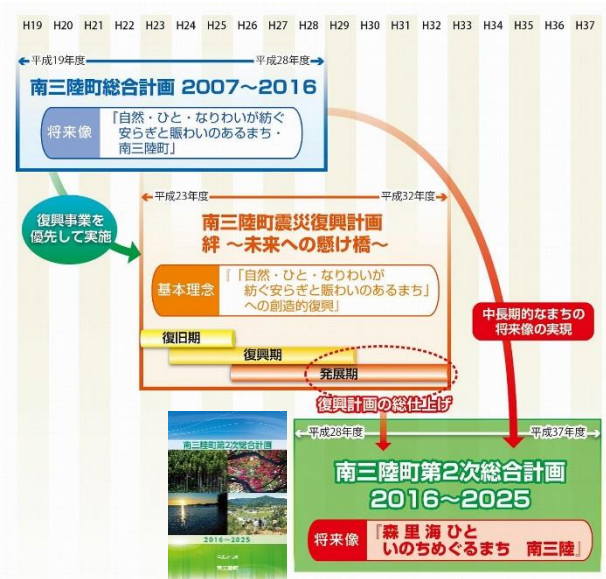 H19 H20 H21 H22 H23 H24 H25 H26 H27 H28 H29 H30 H31 H32 H33 H34 H35 H36 H37
平成19年度 平成28年度
南三陸町総合計画 2007～2016
将来像
『自然・ひと・なりわいが紡ぐ
安らぎと賑わいのあるまち・
南三陸町』
復興事業を
優先して実施
平成23年度 平成32年度
南三陸町震災復興計画
絆 ～未来への懸け橋～
基本理念
『「自然・ひと・なりわいが
紡ぐ安らぎと賑わいのあるまち」
への創造的復興』
復旧期
復興期
発展期
復興計画の総仕上げ
中長期的なまちの
将来像の実現
平成28年度 平成37年度
南三陸町第2次総合計画
2016～2025
将来像
『森 里 海 ひと
いのちめぐるまち 南三陸』
南三陸町第2次総合計画
2016～2025
南三陸町